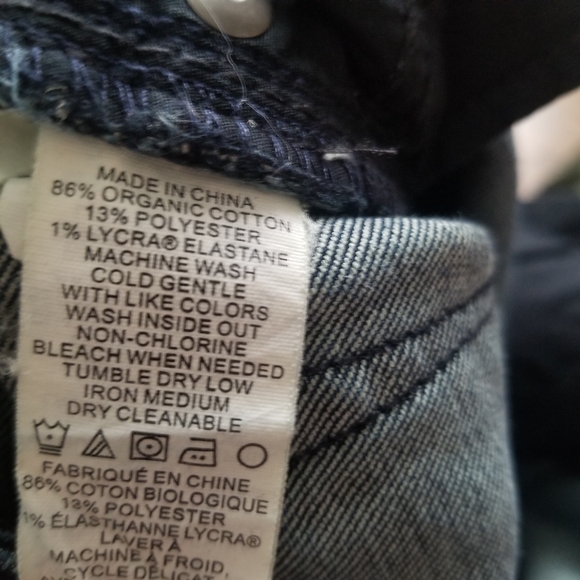 MADE IN CHINA
86% ORGANIC COTTON
13% POLYESTER
1% LYCRA® ELASTANE
MACHINE WASH
COLD GENTLE
WITH LIKE COLORS
WASH INSIDE OUT
NON-CHLORINE
BLEACH WHEN NEEDED
TUMBLE DRY LOW
IRON MEDIUM
DRY CLEANABLE
FABRIQUÉ EN CHINE
86% COTON BIOLOGIQUE
13% POLYESTER
1% ÉLASTHANNE LYCRA®
LAVER À
MACHINE À FROID,
CYCLE DÉLICAT,